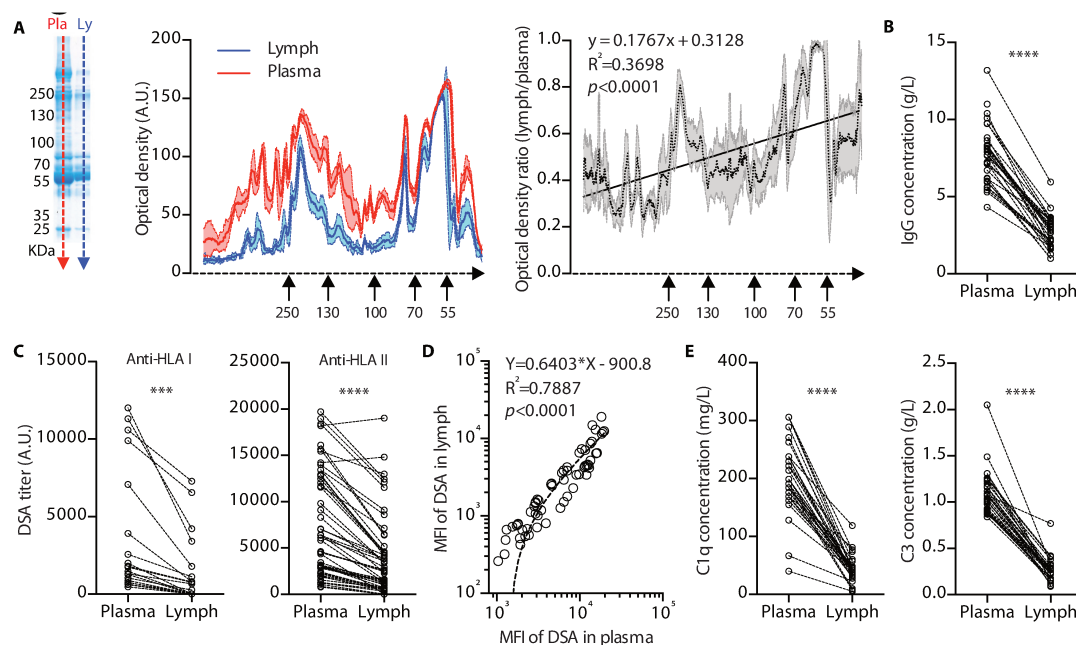 A
Pla Ly
250
130
100
70
55
35
25
KDa
Optical density (A.U.)
200
150
100
50
0
Lymph
Plasma
250 130 100 70 55
Optical density ratio (lymph/plasma)
1.0
0.8
0.6
0.4
0.2
0.0
y = 0.1767x + 0.3128
R²=0.3698
p<0.0001
250 130 100 70 55
B
IgG concentration (g/L)
15
10
5
0
****
Plasma Lymph
C
DSA titer (A.U.)
Anti-HLA I
15000
10000
5000
0
***
Plasma Lymph
Anti-HLA II
25000
20000
15000
10000
5000
0
****
Plasma Lymph
D
MFI of DSA in lymph
10⁵
10⁴
10³
10²
Y=0.6403*X - 900.8
R²=0.7887
p<0.0001
10³ 10⁴ 10⁵
MFI of DSA in plasma
E
C1q concentration (mg/L)
400
300
200
100
0
****
Plasma Lymph
C3 concentration (g/L)
2.5
2.0
1.5
1.0
0.5
0.0
****
Plasma Lymph